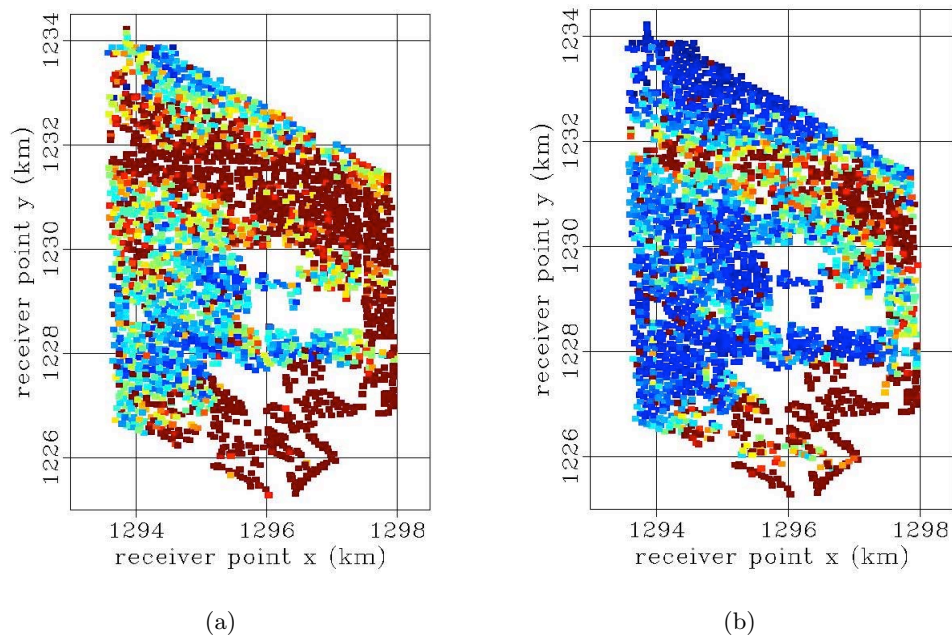 1234
1232
1230
1228
1226
receiver point y (km)
1294
1296
1298
receiver point x (km)
(a)
1234
1232
1230
1228
1226
receiver point y (km)
1294
1296
1298
receiver point x (km)
(b)